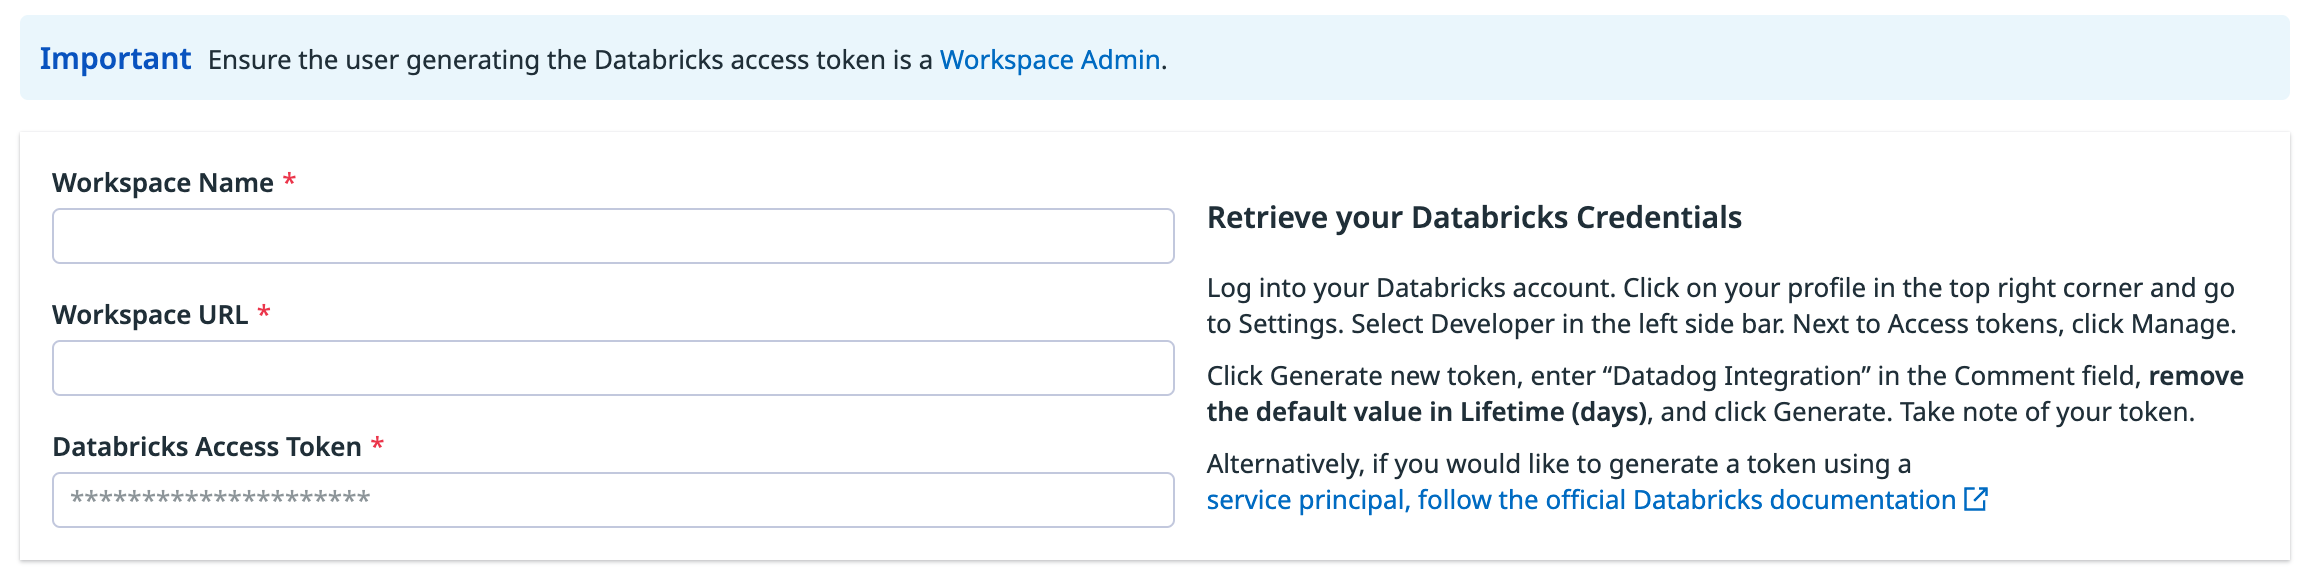 Important Ensure the user generating the Databricks access token is a Workspace Admin.
Workspace Name *
Workspace URL *
Databricks Access Token *
*********************
Retrieve your Databricks Credentials
Log into your Databricks account. Click on your profile in the top right corner and go
to Settings. Select Developer in the left side bar. Next to Access tokens, click Manage.
Click Generate new token, enter “Datadog Integration” in the Comment field, remove
the default value in Lifetime (days), and click Generate. Take note of your token.
Alternatively, if you would like to generate a token using a
service principal, follow the official Databricks documentation